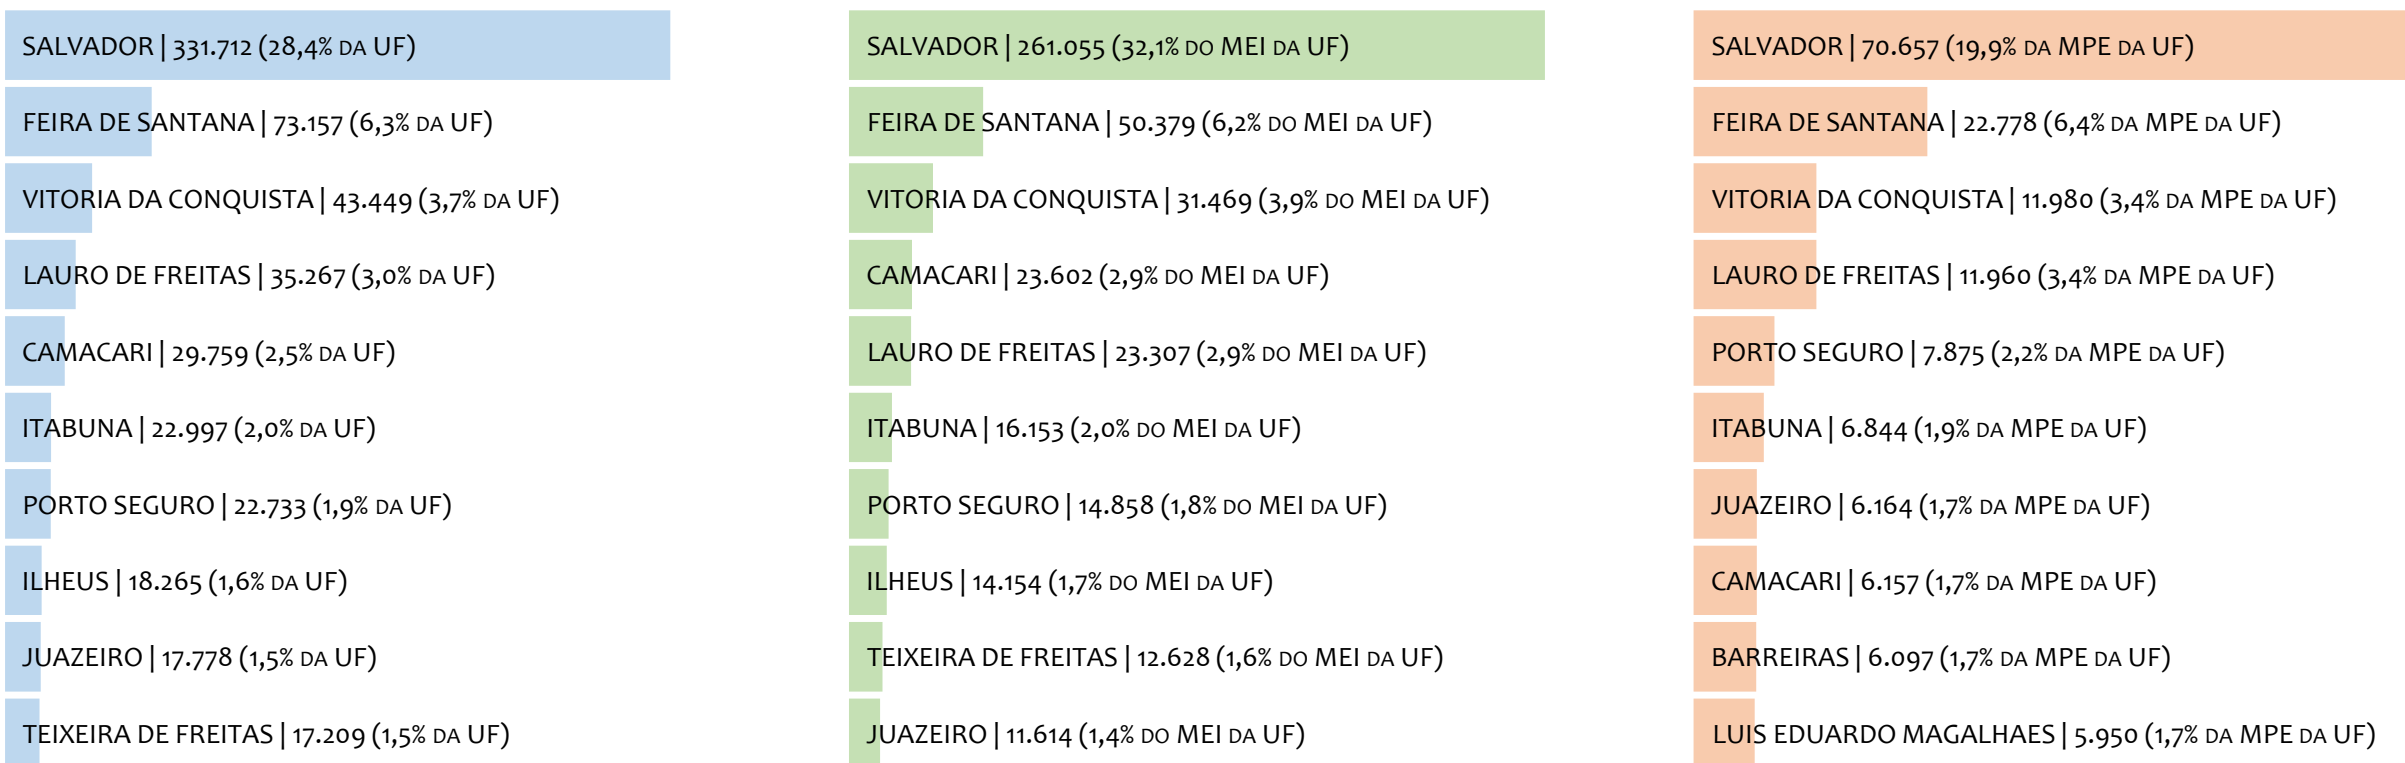 SALVADOR | 331.712 (28,4% DA UF)
FEIRA DE SANTANA | 73.157 (6,3% DA UF)
VITORIA DA CONQUISTA | 43.449 (3,7% DA UF)
LAURO DE FREITAS | 35.267 (3,0% DA UF)
CAMACARI | 29.759 (2,5% DA UF)
ITABUNA | 22.997 (2,0% DA UF)
PORTO SEGURO | 22.733 (1,9% DA UF)
ILHEUS | 18.265 (1,6% DA UF)
JUAZEIRO | 17.778 (1,5% DA UF)
TEIXEIRA DE FREITAS | 17.209 (1,5% DA UF)
SALVADOR | 261.055 (32,1% DO MEI DA UF)
FEIRA DE SANTANA | 50.379 (6,2% DO MEI DA UF)
VITORIA DA CONQUISTA | 31.469 (3,9% DO MEI DA UF)
CAMACARI | 23.602 (2,9% DO MEI DA UF)
LAURO DE FREITAS | 23.307 (2,9% DO MEI DA UF)
ITABUNA | 16.153 (2,0% DO MEI DA UF)
PORTO SEGURO | 14.858 (1,8% DO MEI DA UF)
ILHEUS | 14.154 (1,7% DO MEI DA UF)
TEIXEIRA DE FREITAS | 12.628 (1,6% DO MEI DA UF)
JUAZEIRO | 11.614 (1,4% DO MEI DA UF)
SALVADOR | 70.657 (19,9% DA MPE DA UF)
FEIRA DE SANTANA | 22.778 (6,4% DA MPE DA UF)
VITORIA DA CONQUISTA | 11.980 (3,4% DA MPE DA UF)
LAURO DE FREITAS | 11.960 (3,4% DA MPE DA UF)
PORTO SEGURO | 7.875 (2,2% DA MPE DA UF)
ITABUNA | 6.844 (1,9% DA MPE DA UF)
JUAZEIRO | 6.164 (1,7% DA MPE DA UF)
CAMACARI | 6.157 (1,7% DA MPE DA UF)
BARREIRAS | 6.097 (1,7% DA MPE DA UF)
LUIS EDUARDO MAGALHAES | 5.950 (1,7% DA MPE DA UF)